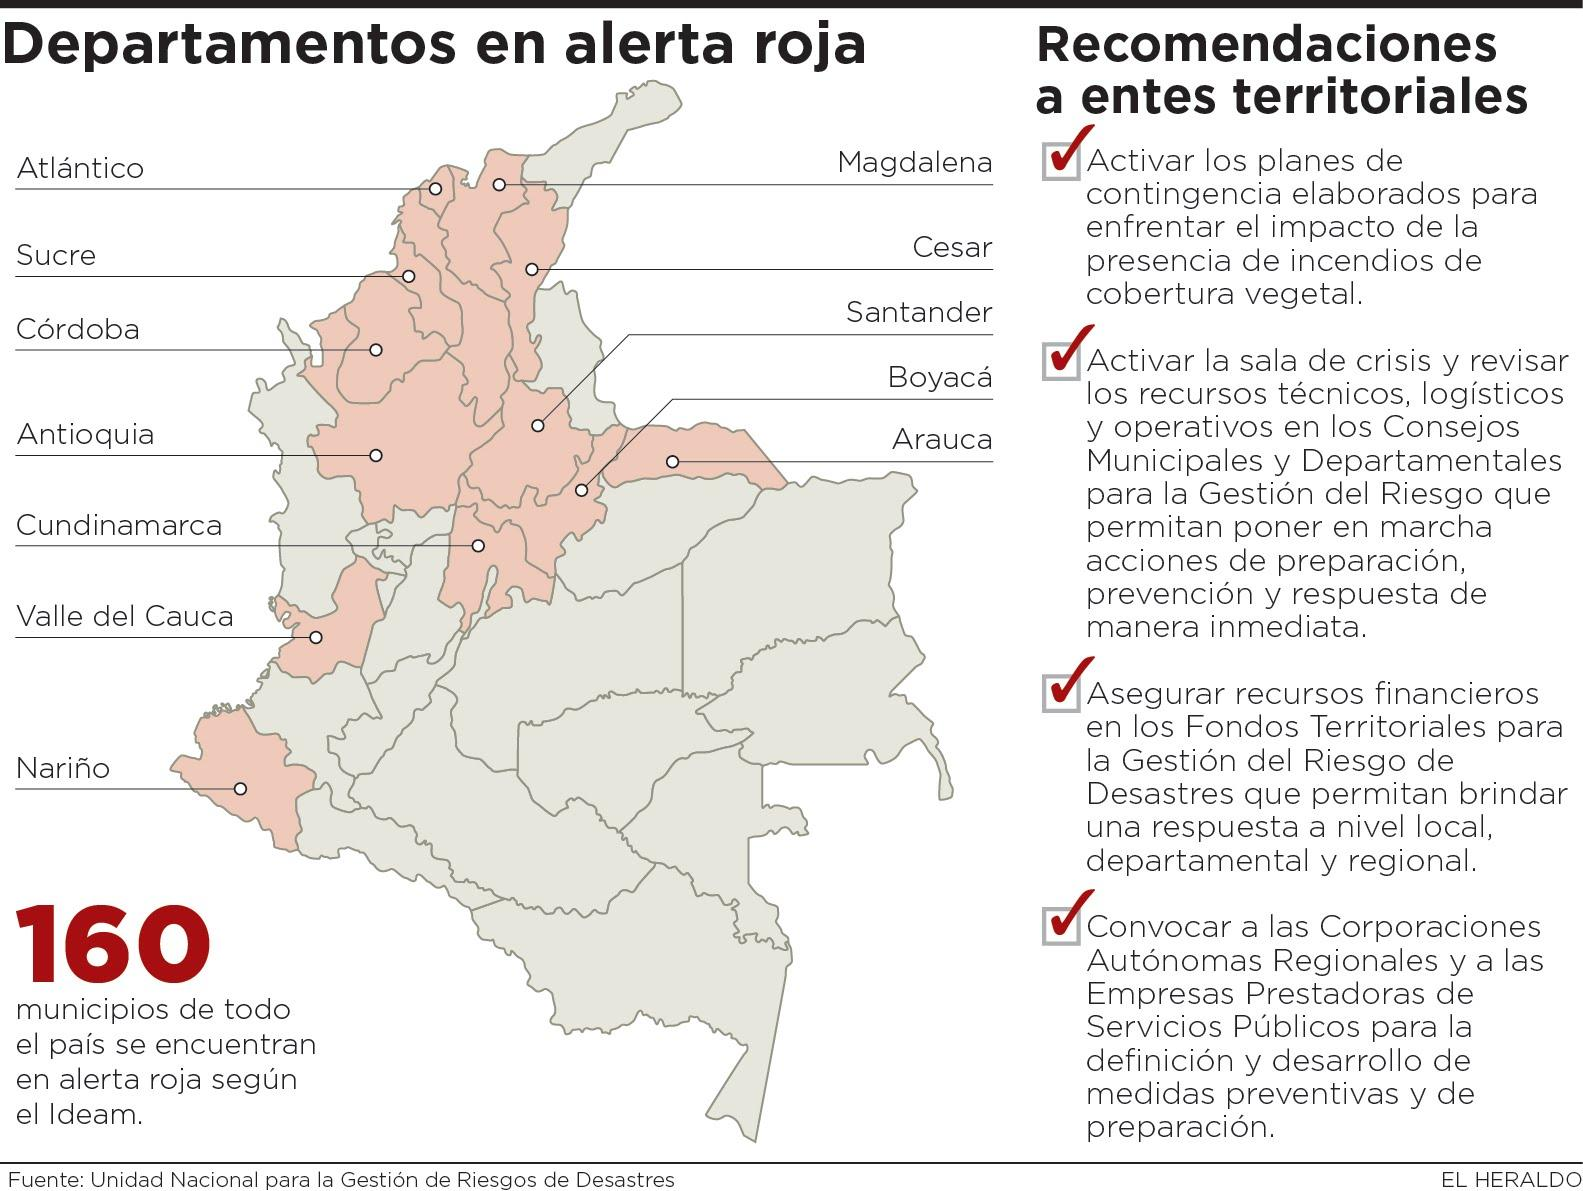 Departamentos en alerta roja
Atlántico
Sucre
Córdoba
Antioquia
Cundinamarca
Valle del Cauca
Nariño
Magdalena
Cesar
Santander
Boyacá
Arauca
160
municipios de todo
el país se encuentran
en alerta roja según
el Ideam.
Recomendaciones
a entes territoriales
Activar los planes de
contingencia elaborados para
enfrentar el impacto de la
presencia de incendios de
cobertura vegetal.
Activar la sala de crisis y revisar
los recursos técnicos, logísticos
y operativos en los Consejos
Municipales y Departamentales
para la Gestión del Riesgo que
permitan poner en marcha
acciones de preparación,
prevención y respuesta de
manera inmediata.
Asegurar recursos financieros
en los Fondos Territoriales para
la Gestión del Riesgo de
Desastres que permitan brindar
una respuesta a nivel local,
departamental y regional.
Convocar a las Corporaciones
Autónomas Regionales y a las
Empresas Prestadoras de
Servicios Públicos para la
definición y desarrollo de
medidas preventivas y de
preparación.
Fuente: Unidad Nacional para la Gestión de Riesgos de Desastres
EL HERALDO